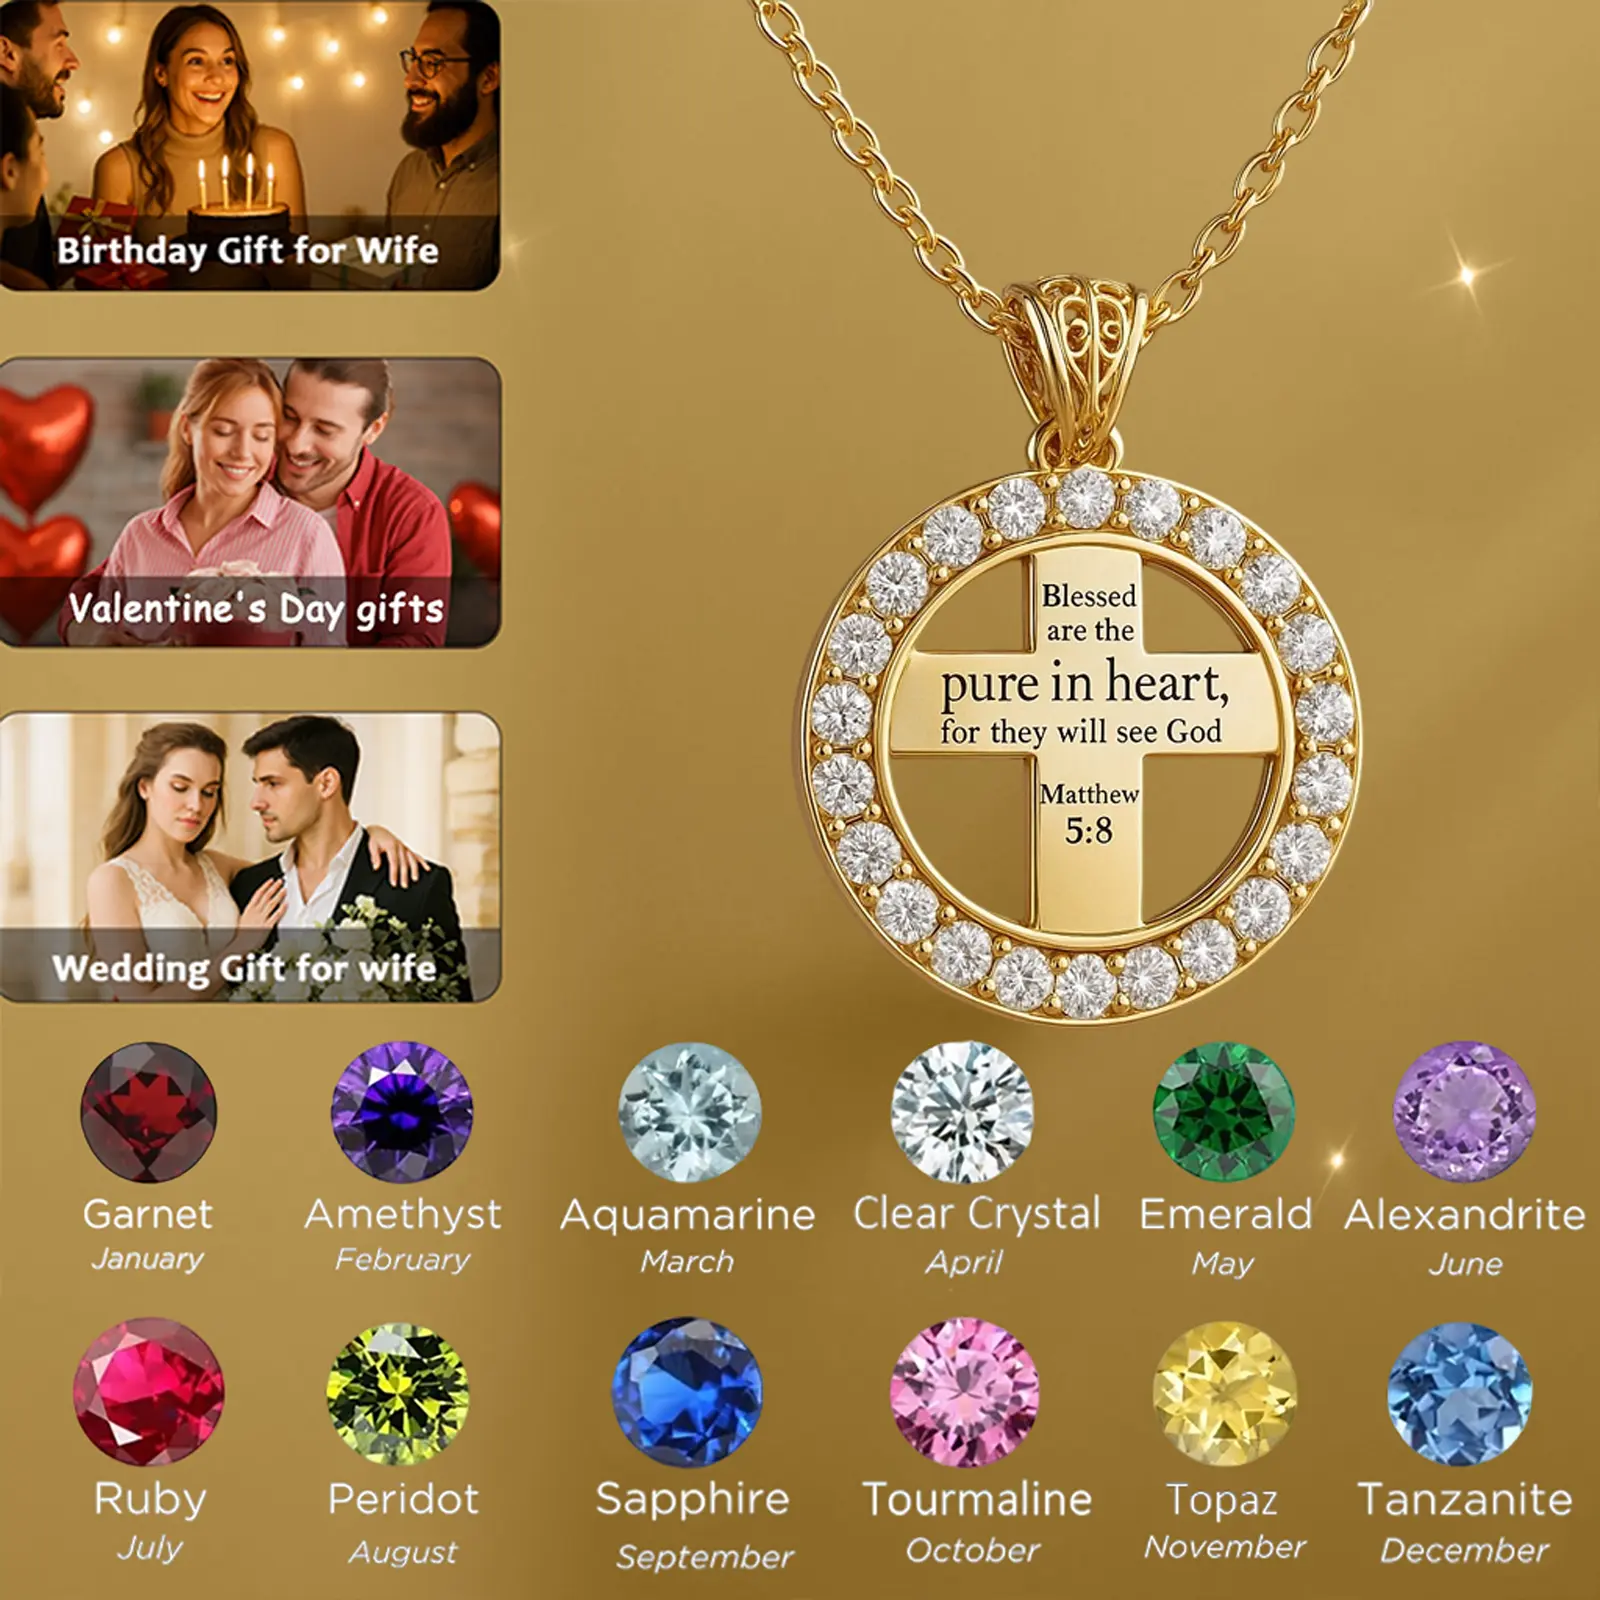 Birthday Gift for Wife
Valentine's Day gifts
Wedding Gift for wife
Blessed
are the
pure in heart,
for they will see God
Matthew
5:8
Garnet
January
Amethyst
February
Aquamarine
March
Clear Crystal
April
Emerald
May
Alexandrite
June
Ruby
July
Peridot
August
Sapphire
September
Tourmaline
October
Topaz
November
Tanzanite
December